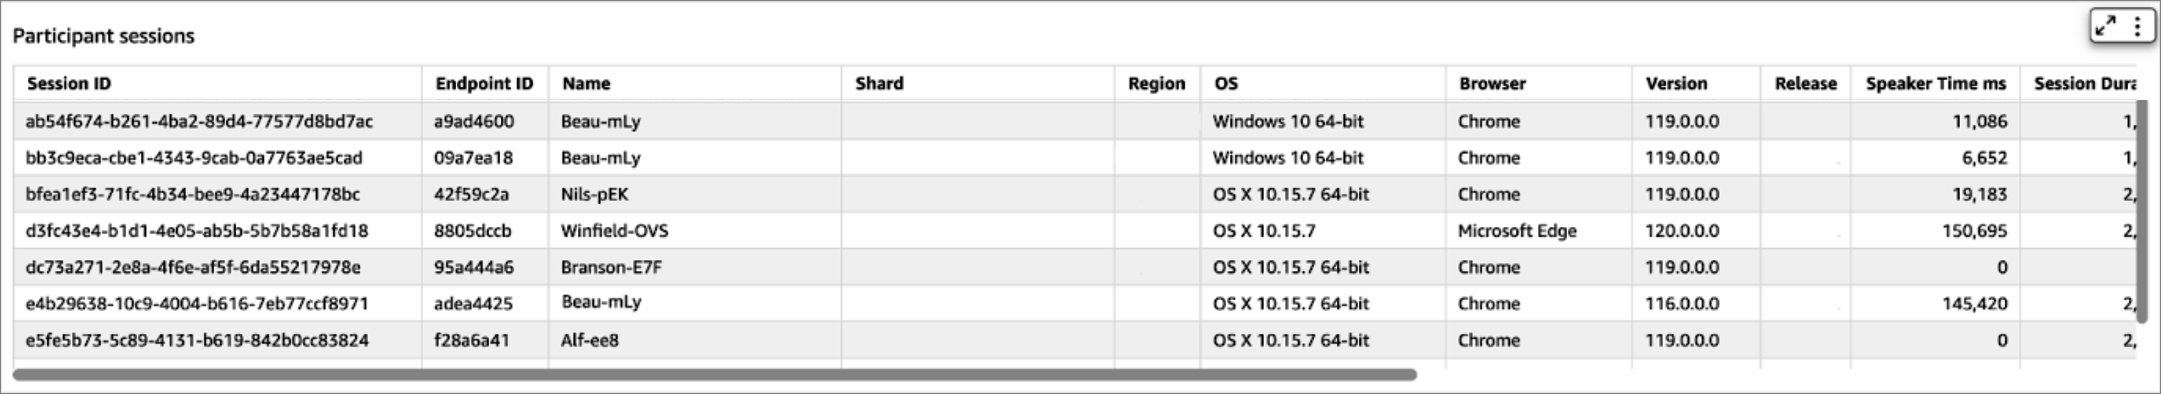 Participant sessions
Session ID Endpoint ID Name Shard Region OS Browser Version Release Speaker Time ms Session Dura
ab54f674-b261-4ba2-89d4-77577d8bd7ac a9ad4600 Beau-mLy Windows 10 64-bit Chrome 119.0.0.0 11,086 1,
bb3c9eca-cbe1-4343-9cab-0a7763ae5cad 09a7ea18 Beau-mLy Windows 10 64-bit Chrome 119.0.0.0 6,652 1,
bfea1ef3-71fc-4b34-bee9-4a23447178bc 42f59c2a Nils-pEK OS X 10.15.7 64-bit Chrome 119.0.0.0 19,183 2,
d3fc43e4-b1d1-4e05-ab5b-5b7b58a1fd18 8805dccb Winfield-OVS OS X 10.15.7 Microsoft Edge 120.0.0.0 150,695 2,
dc73a271-2e8a-4f6e-af5f-6da55217978e 95a444a6 Branson-E7F OS X 10.15.7 64-bit Chrome 119.0.0.0 0
e4b29638-10c9-4004-b616-7eb77ccf8971 adea4425 Beau-mLy OS X 10.15.7 64-bit Chrome 116.0.0.0 145,420 2,
e5fe5b73-5c89-4131-b619-842b0cc83824 f28a6a41 Alf-ee8 OS X 10.15.7 64-bit Chrome 119.0.0.0 0 2,